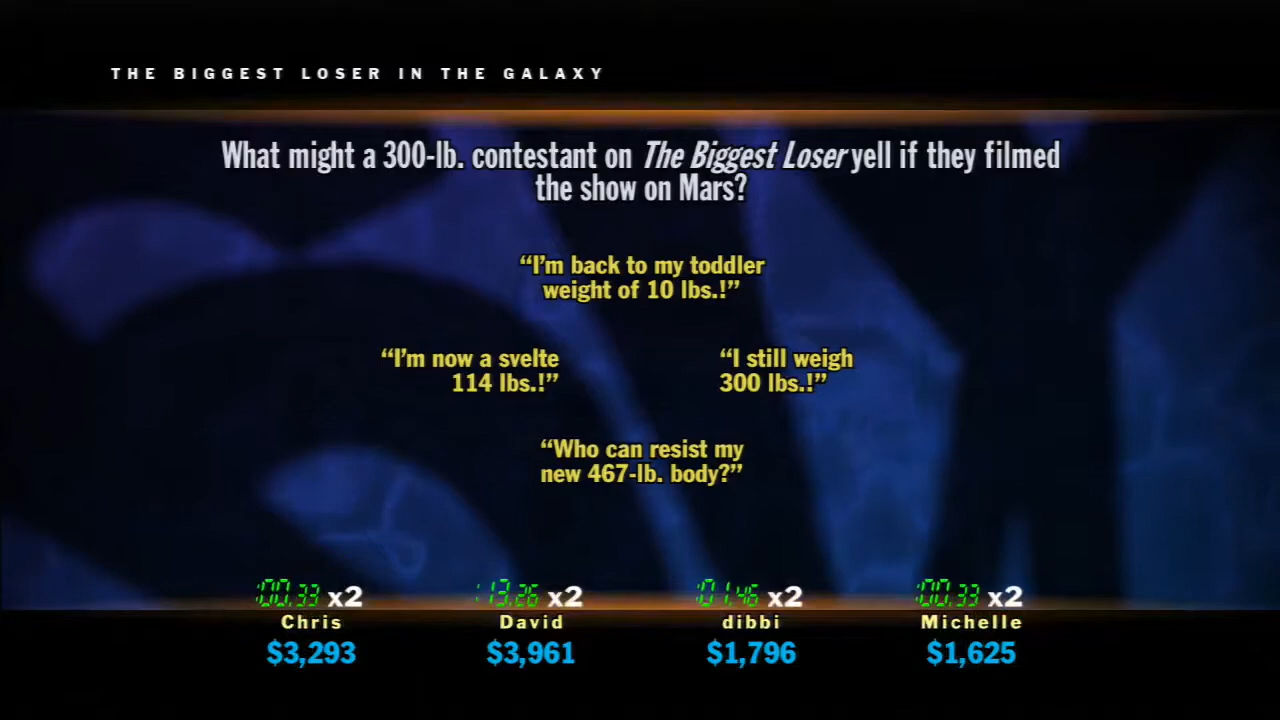 THE BIGGEST LOSER IN THE GALAXY
What might a 300-lb. contestant on The Biggest Loser yell if they filmed
the show on Mars?
“I’m back to my toddler
weight of 10 lbs.!”
“I’m now a svelte
114 lbs.!”
“I still weigh
300 lbs.!”
“Who can resist my
new 467-lb. body?”
:00.33 x2
:13.26 x2
:01.46 x2
:00.33 x2
Chris
David
dibbi
Michelle
$3,293
$3,961
$1,796
$1,625